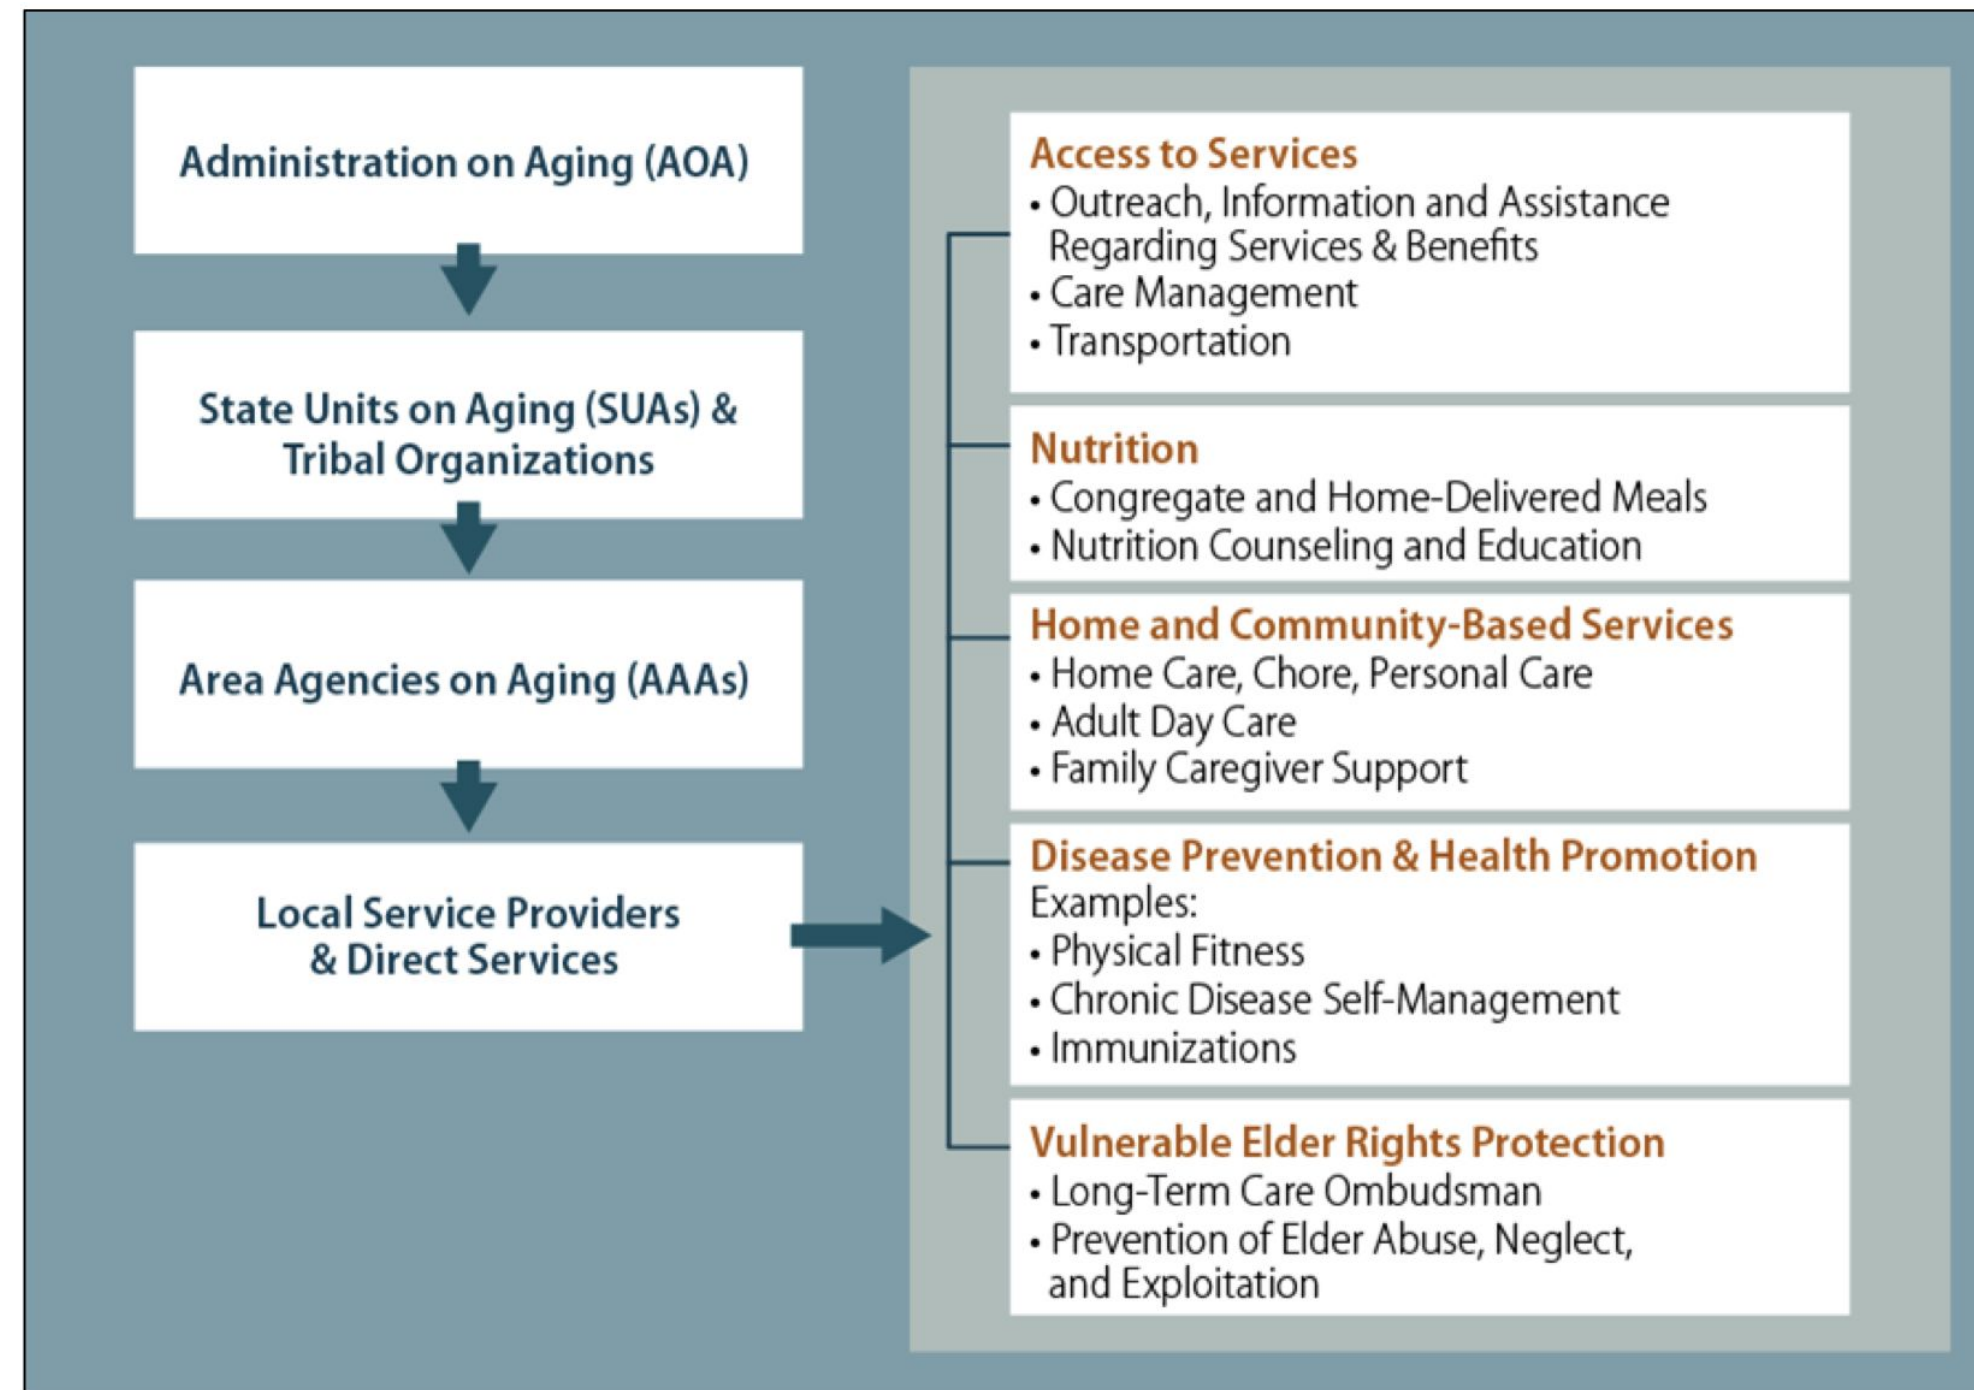 Administration on Aging (AOA)
State Units on Aging (SUAs) &
Tribal Organizations
Area Agencies on Aging (AAAs)
Local Service Providers
& Direct Services
Access to Services
• Outreach, Information and Assistance
Regarding Services & Benefits
• Care Management
• Transportation
Nutrition
• Congregate and Home-Delivered Meals
• Nutrition Counseling and Education
Home and Community-Based Services
• Home Care, Chore, Personal Care
• Adult Day Care
• Family Caregiver Support
Disease Prevention & Health Promotion
Examples:
• Physical Fitness
• Chronic Disease Self-Management
• Immunizations
Vulnerable Elder Rights Protection
• Long-Term Care Ombudsman
• Prevention of Elder Abuse, Neglect,
and Exploitation